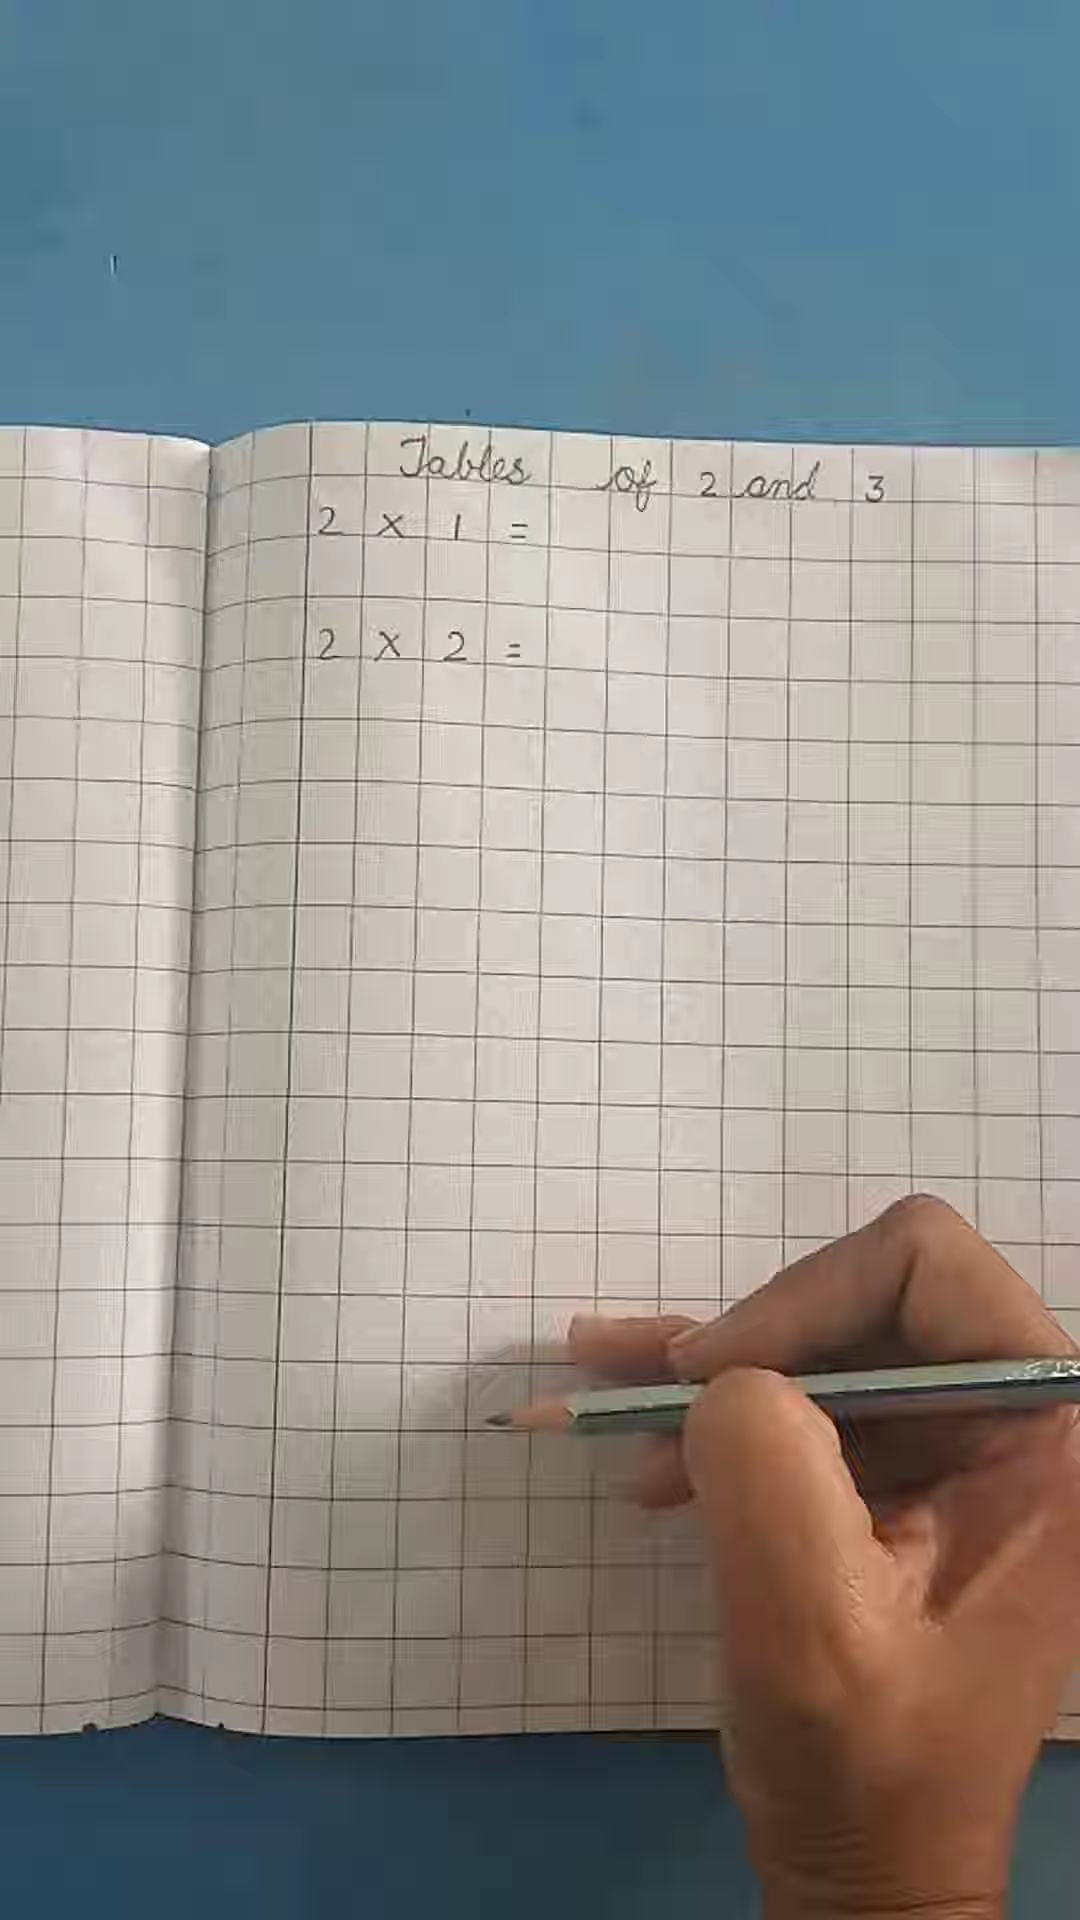 Tables of 2 and 3
2 x 1 =
2 x 2 =